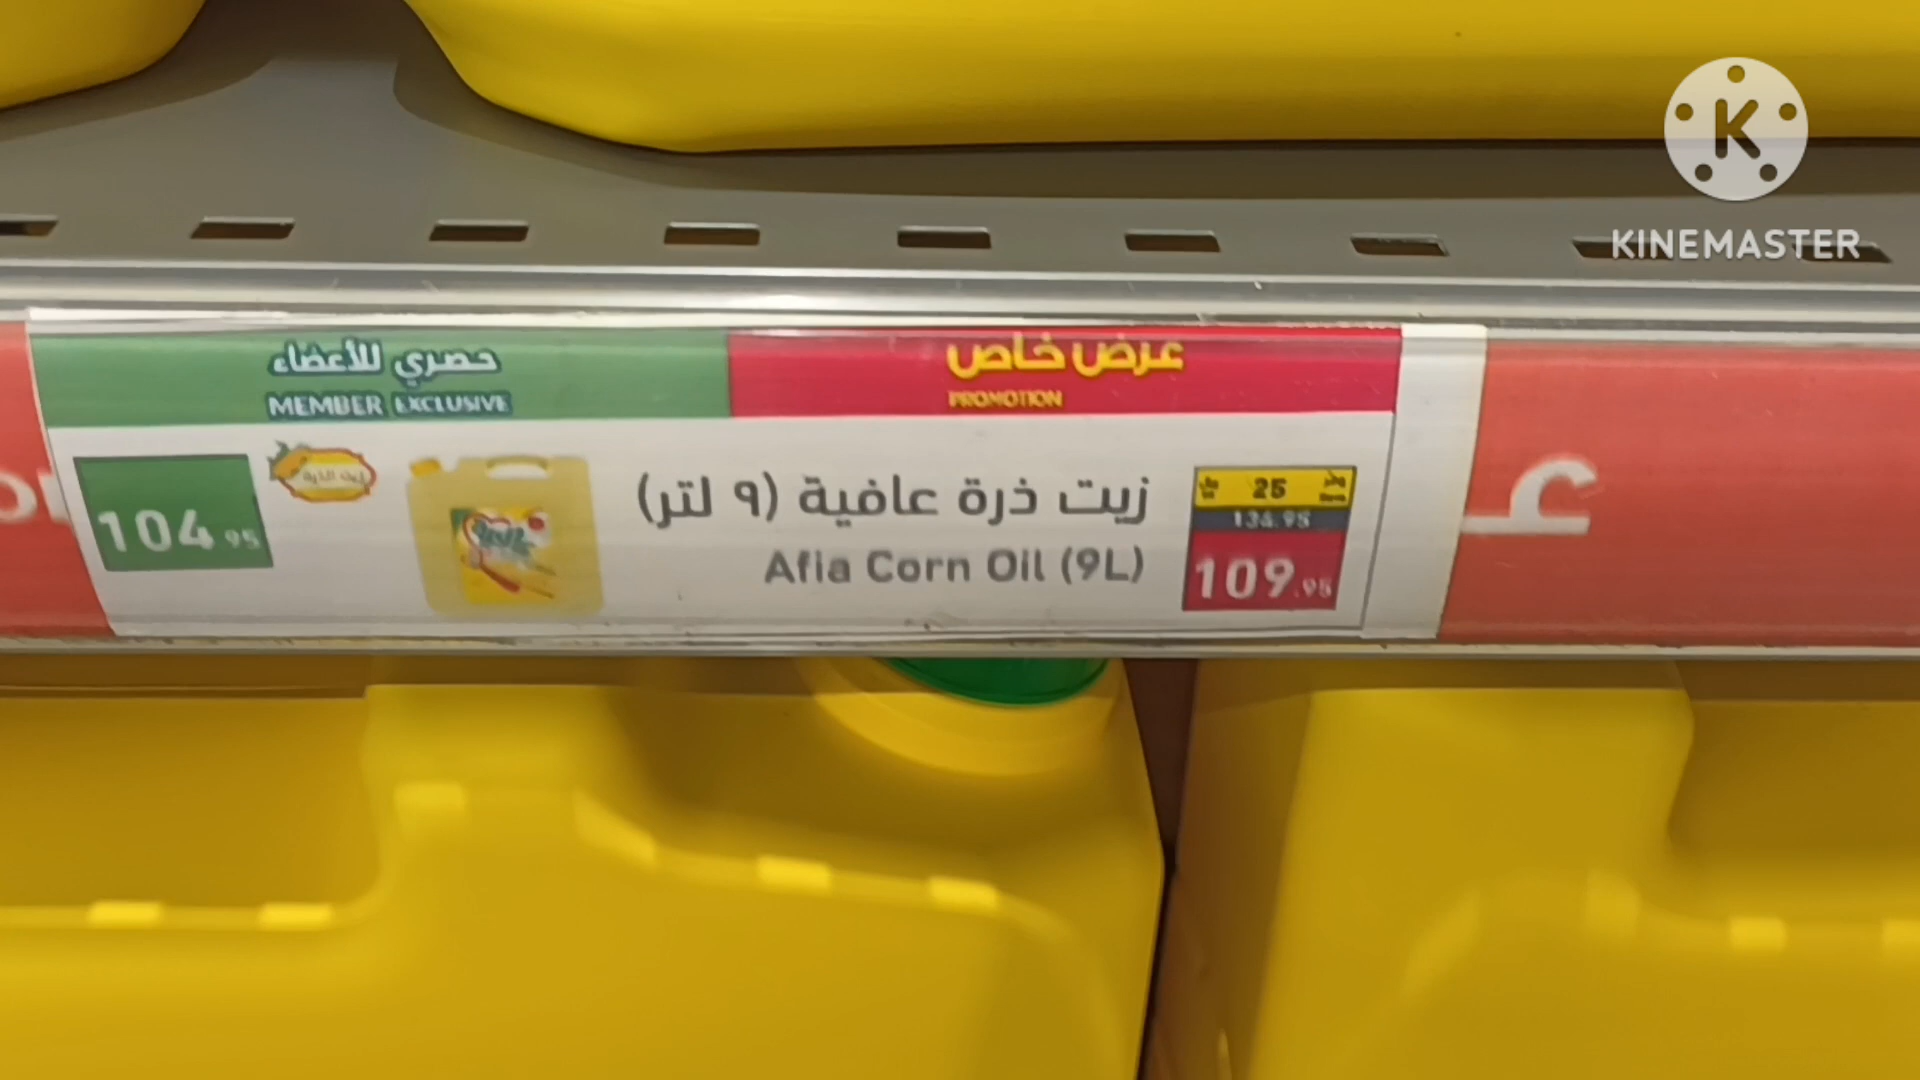 KINEMASTER
حصري للأعضاء
MEMBER EXCLUSIVE
عرض خاص
PROMOTION
104.95
زيت ذرة عافية (٩ لتر)
Afia Corn Oil (9L)
25
134.95
109.95